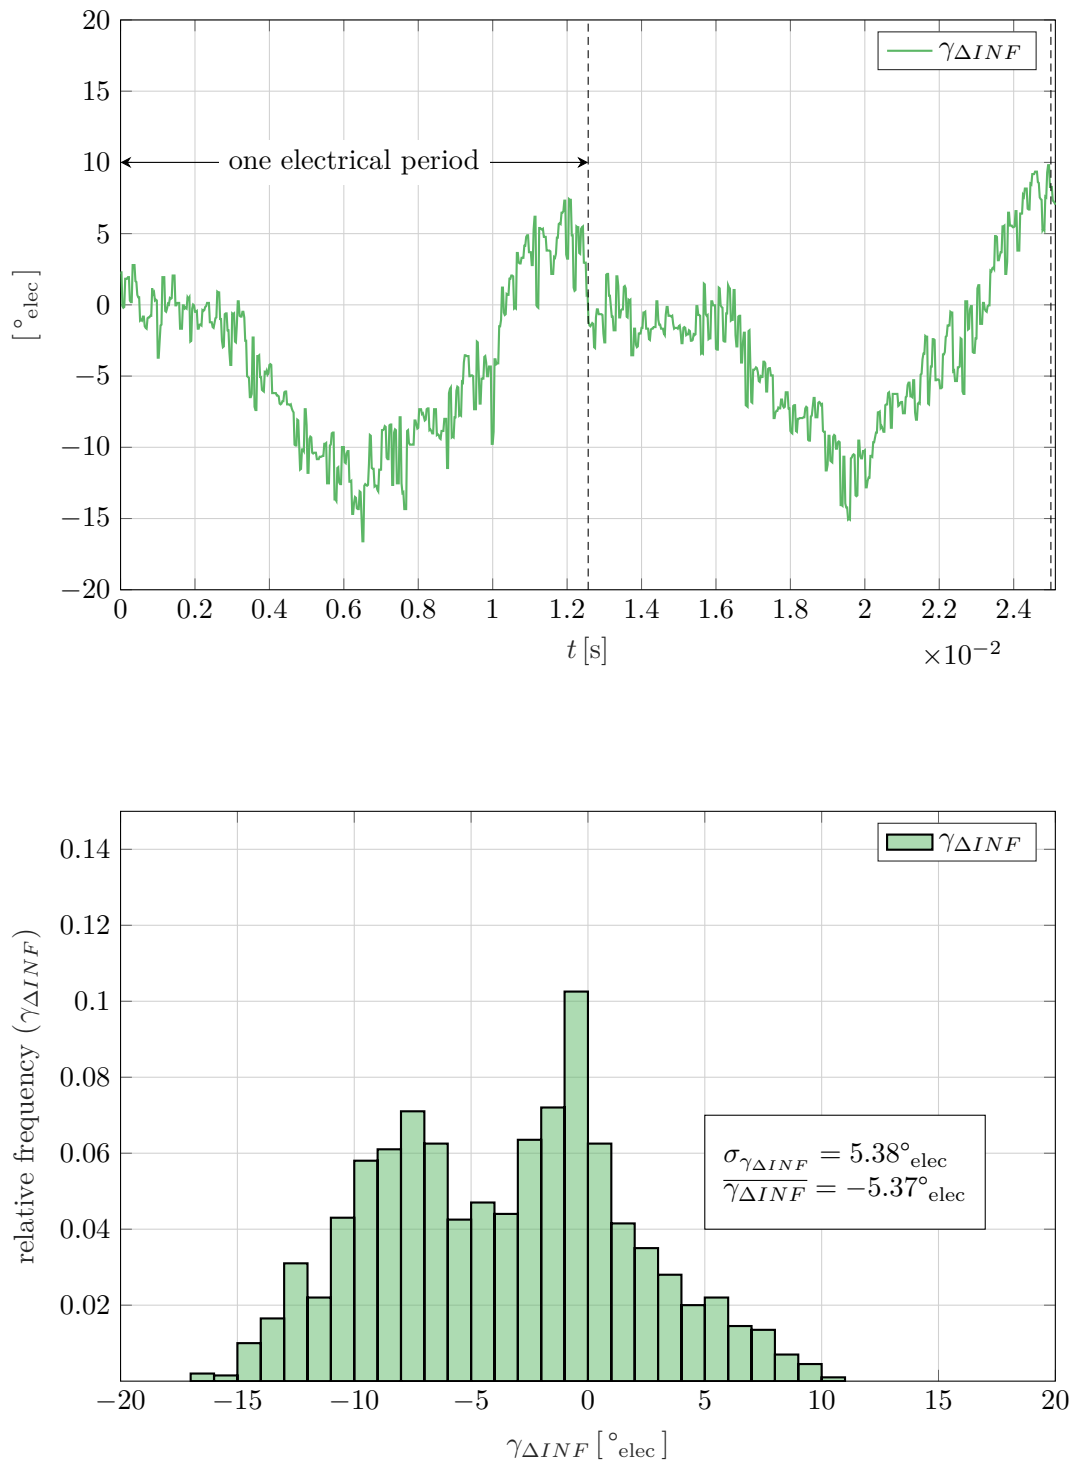 20
15
10
5
0
−5
−10
−15
−20
[°elec]
γΔINF
one electrical period
0 0.2 0.4 0.6 0.8 1 1.2 1.4 1.6 1.8 2 2.2 2.4
t [s]
×10−2
0.14
0.12
0.1
0.08
0.06
0.04
0.02
relative frequency (γΔINF)
γΔINF
σγΔINF = 5.38°elec
γΔINF = −5.37°elec
−20 −15 −10 −5 0 5 10 15 20
γΔINF [°elec]